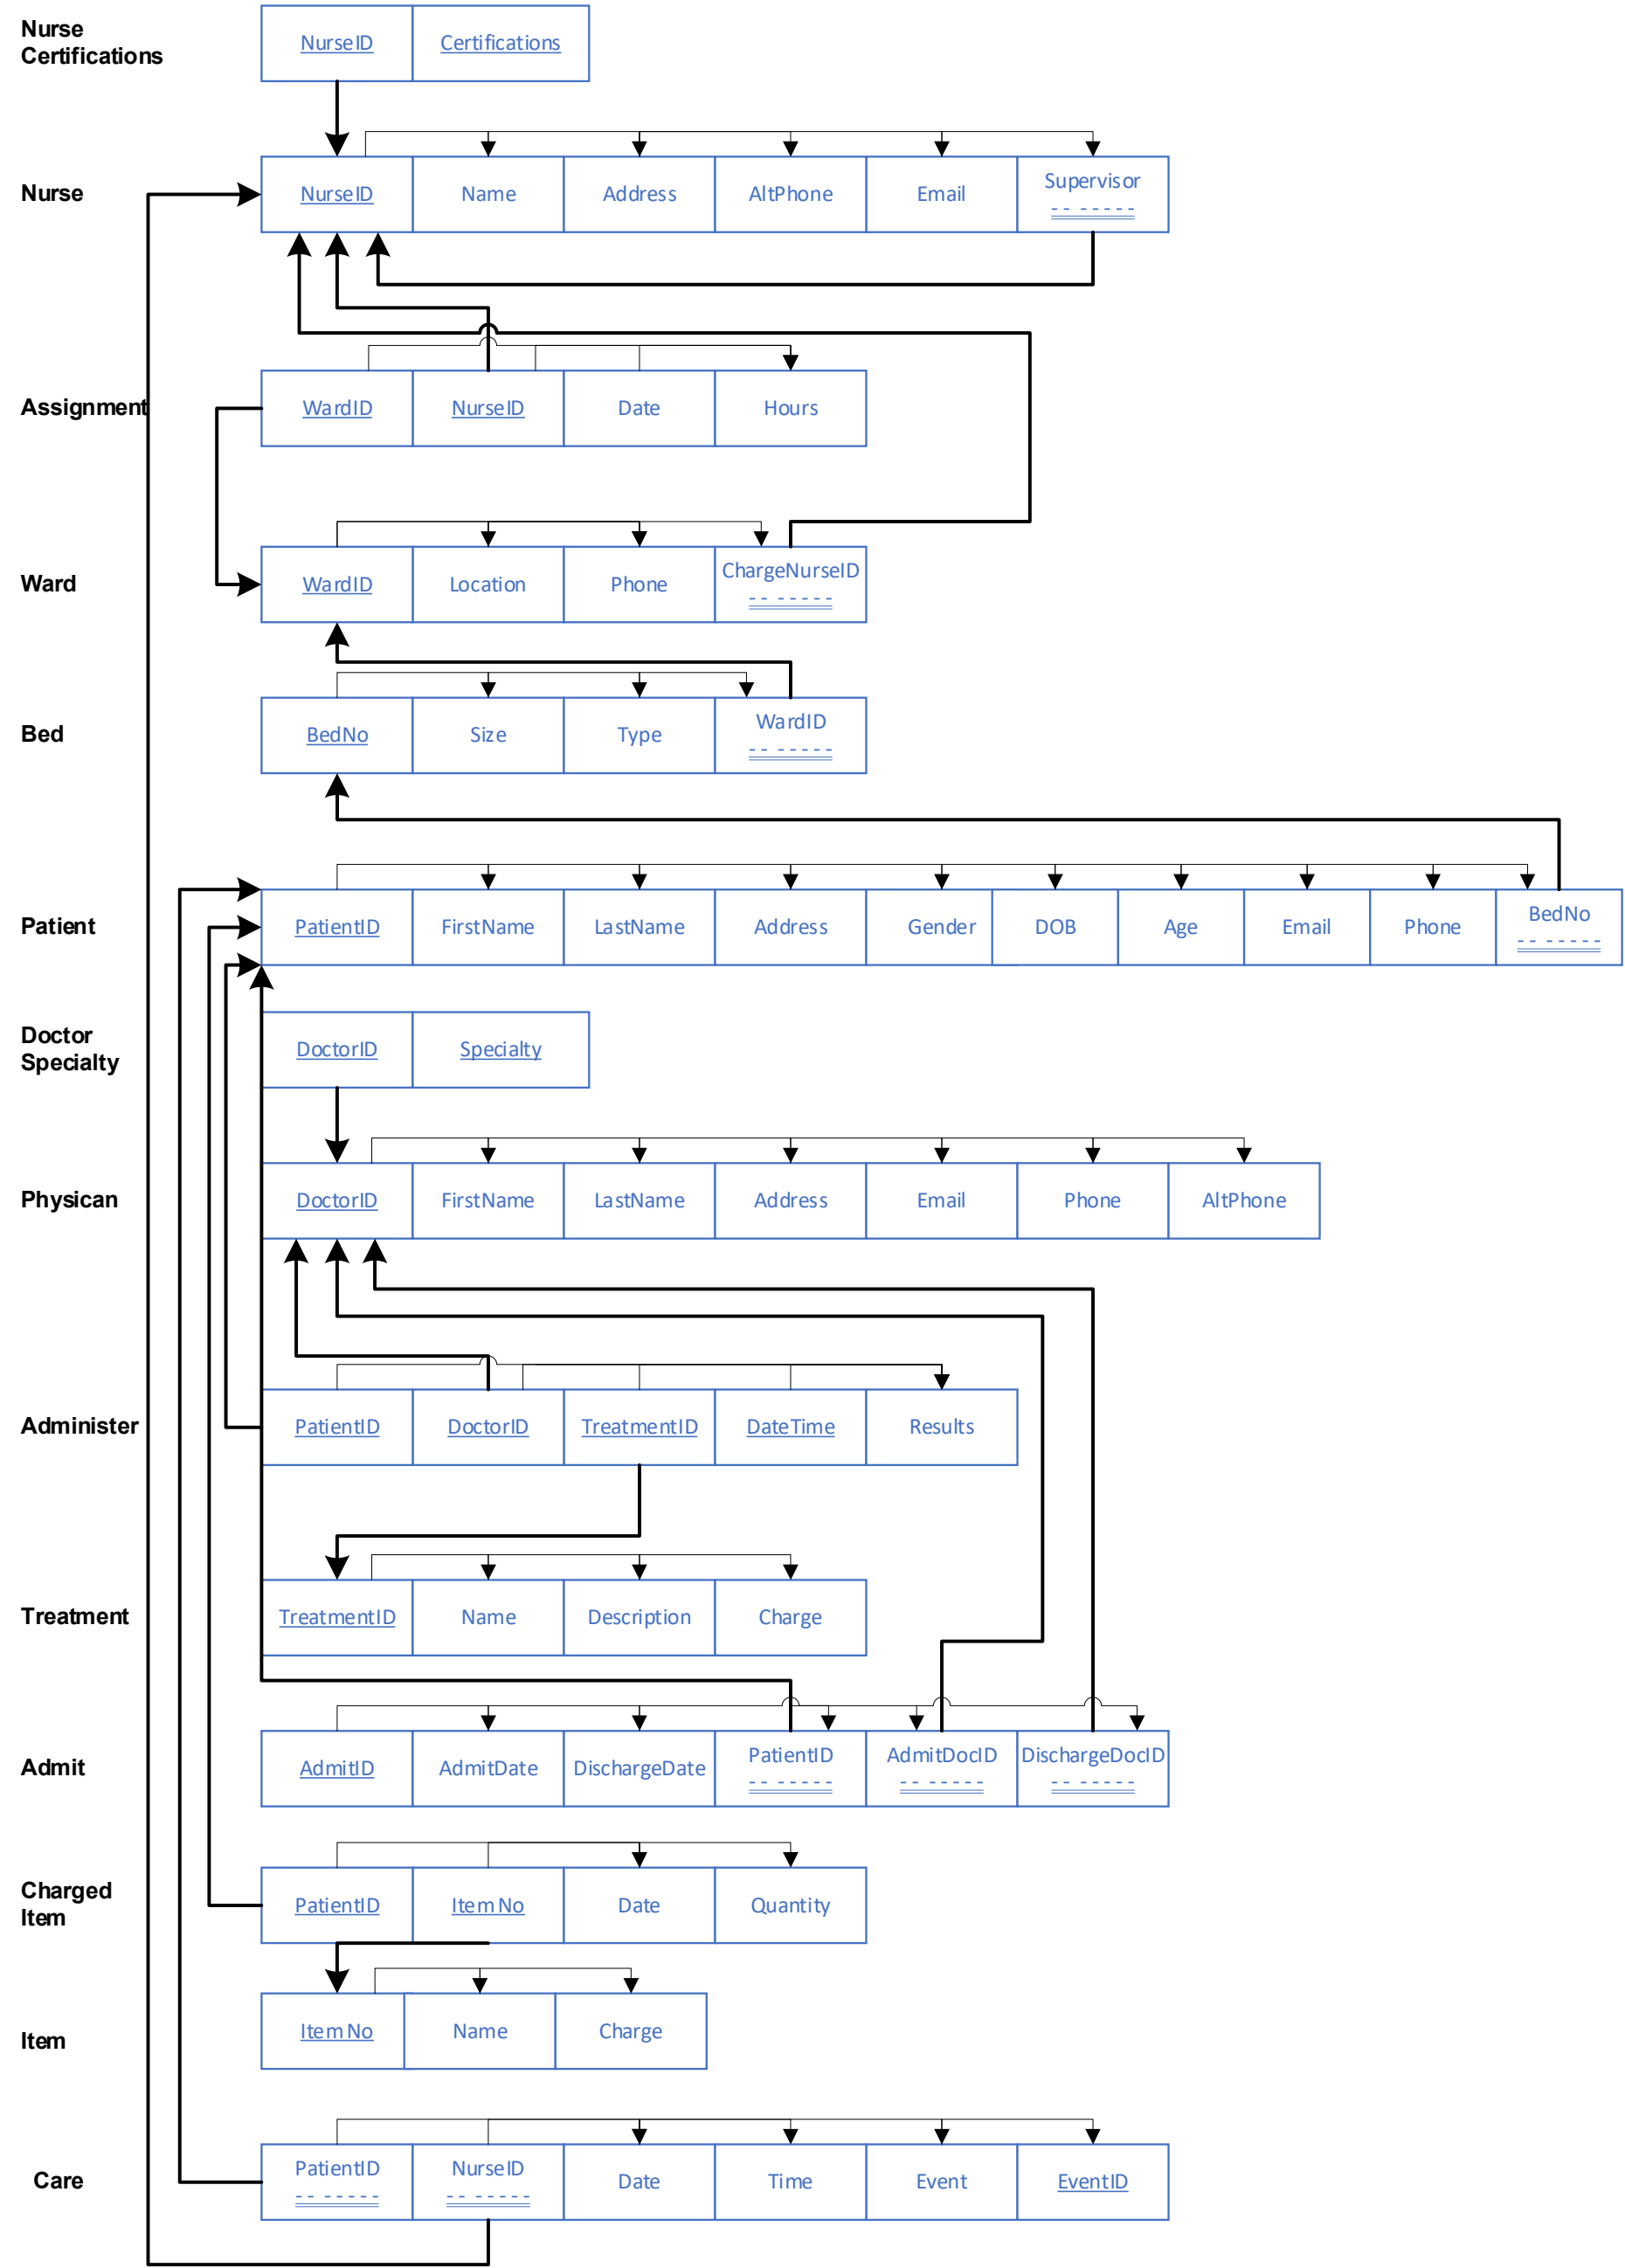 Nurse
Certifications
NurseID Certifications
Nurse
NurseID Name Address AltPhone Email Supervisor
Assignment
WardID NurseID Date Hours
Ward
WardID Location Phone ChargeNurseID
Bed
BedNo Size Type WardID
Patient
PatientID FirstName LastName Address Gender DOB Age Email Phone BedNo
Doctor
Specialty
DoctorID Specialty
Physican
DoctorID FirstName LastName Address Email Phone AltPhone
Administer
PatientID DoctorID TreatmentID DateTime Results
Treatment
TreatmentID Name Description Charge
Admit
AdmitID AdmitDate DischargeDate PatientID AdmitDocID DischargeDocID
Charged
Item
PatientID ItemNo Date Quantity
Item
ItemNo Name Charge
Care
PatientID NurseID Date Time Event EventID